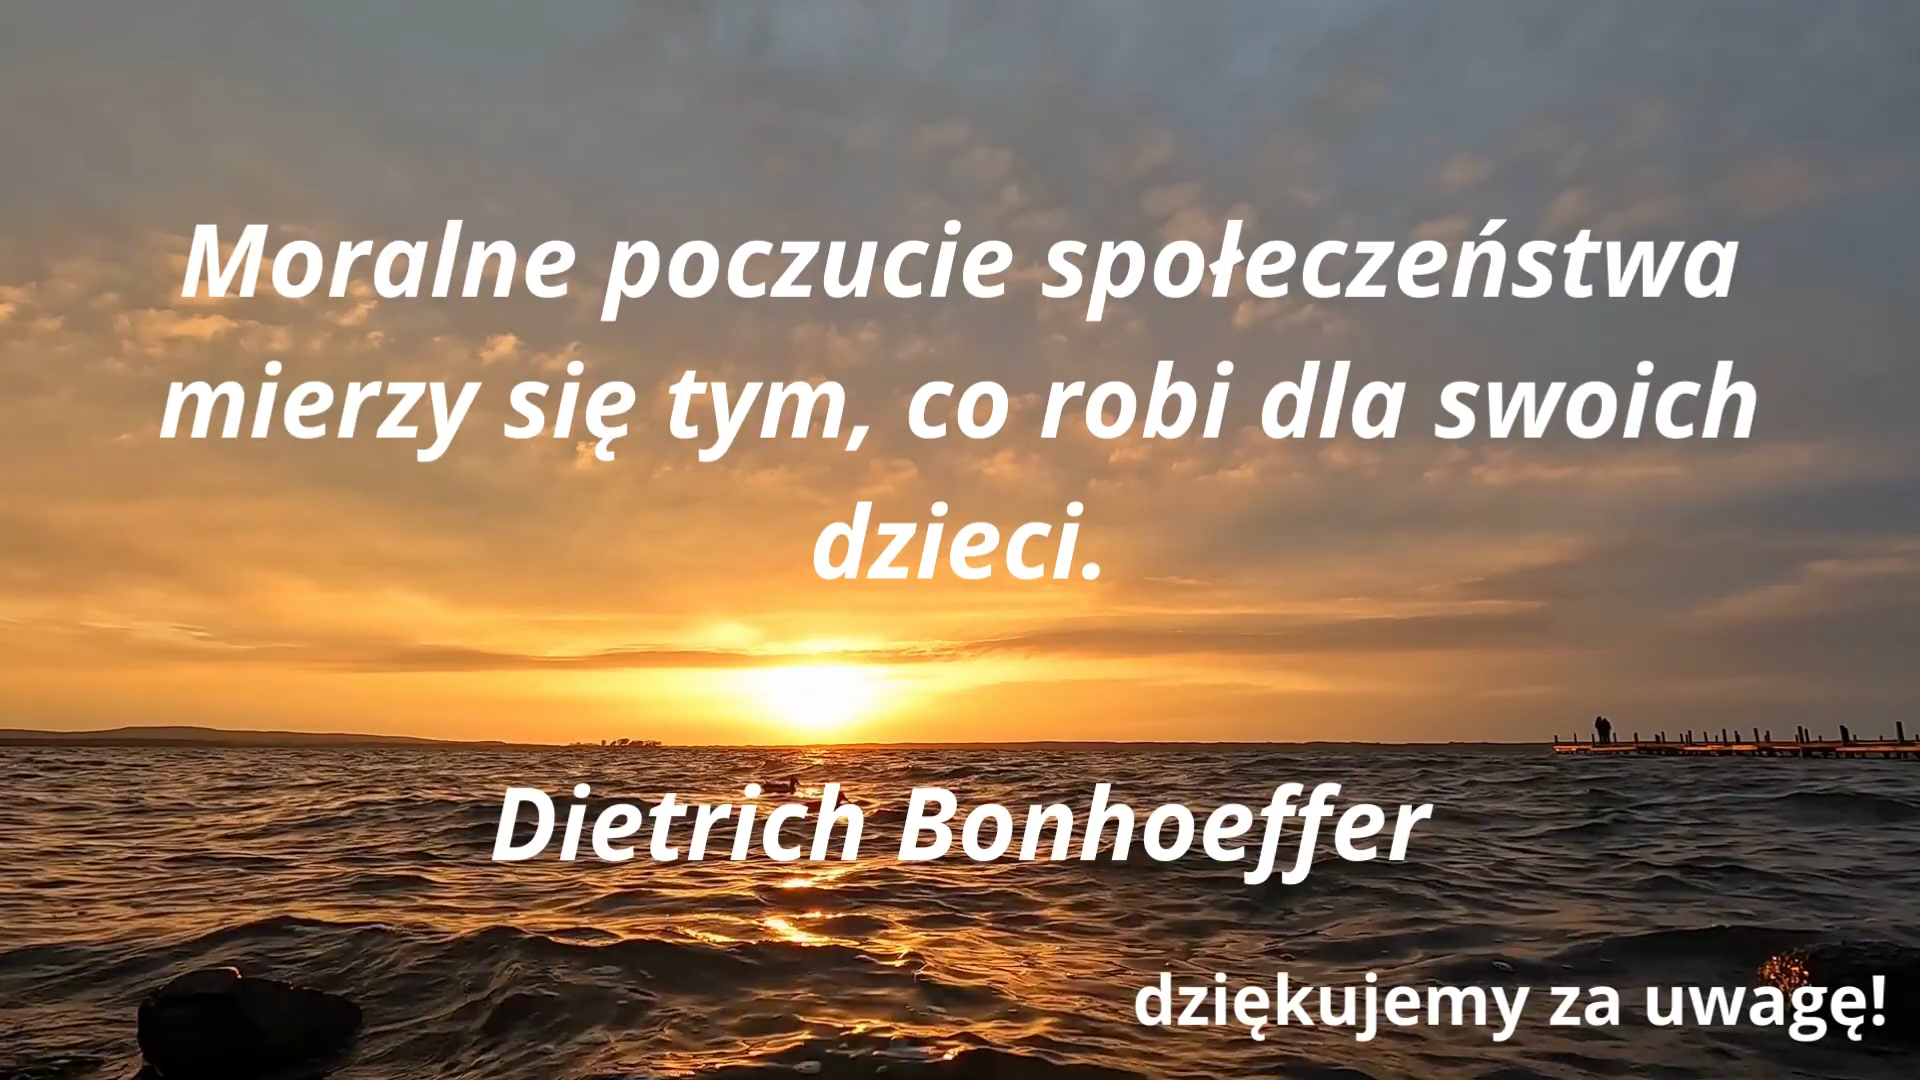 Moralne poczucie społeczeństwa
mierzy się tym, co robi dla swoich
dzieci.
Dietrich Bonhoeffer
dziękujemy za uwagę!